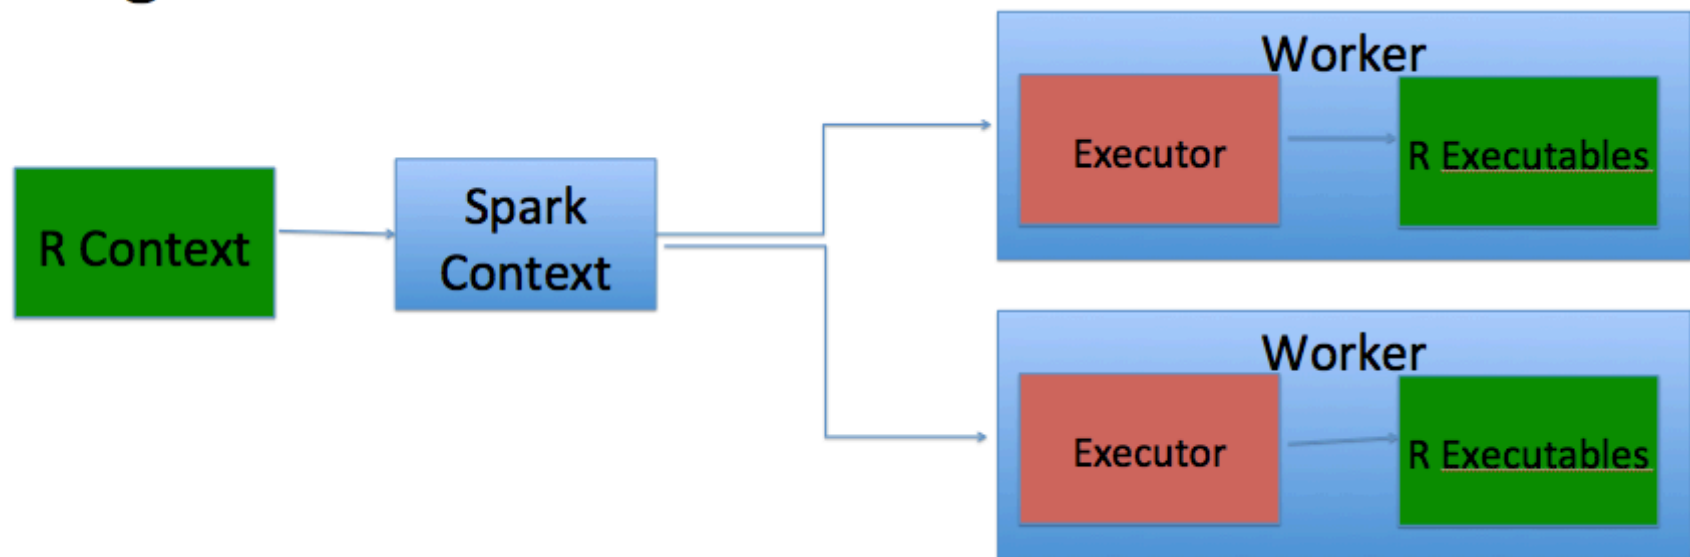 R Context
Spark
Context
Worker
Executor
R Executables
Worker
Executor
R Executables